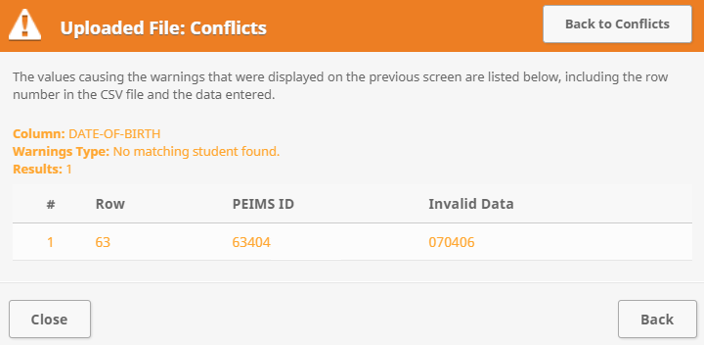 Uploaded File: Conflicts
Back to Conflicts
The values causing the warnings that were displayed on the previous screen are listed below, including the row
number in the CSV file and the data entered.
Column: DATE-OF-BIRTH
Warnings Type: No matching student found.
Results: 1
# Row PEIMS ID Invalid Data
1 63 63404 070406
Close Back